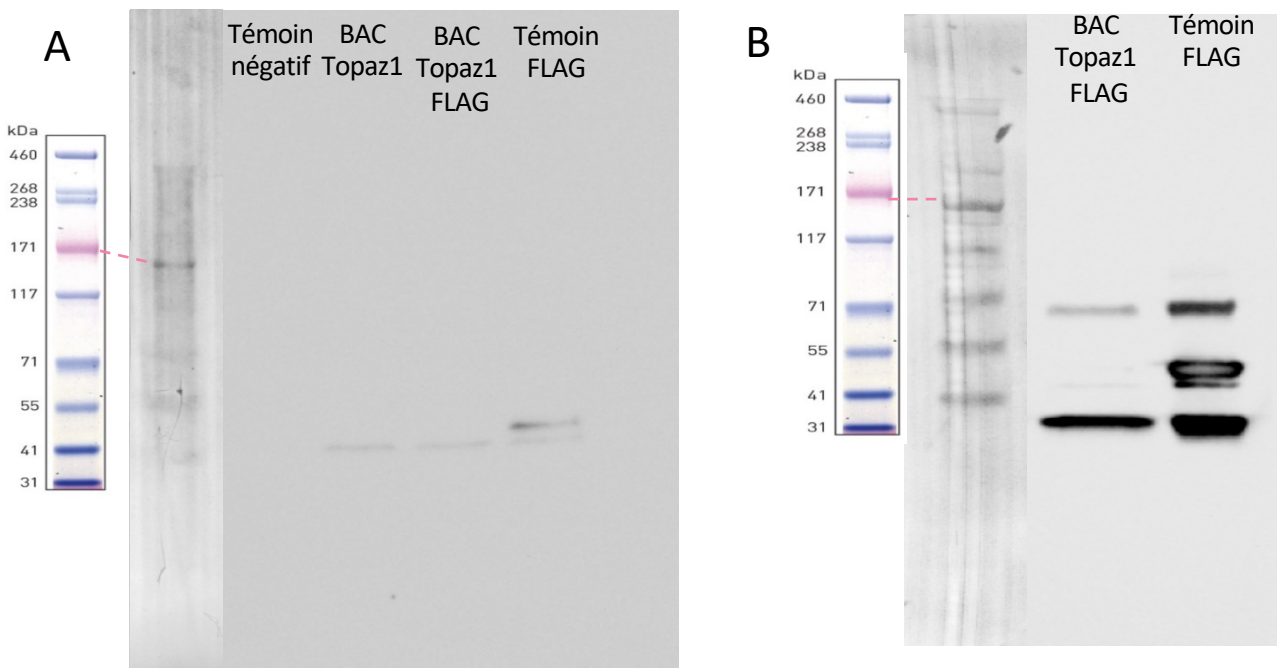 A
Témoin négatif
BAC Topaz1
BAC Topaz1 FLAG
Témoin FLAG
kDa
460
268
238
171
117
71
55
41
31
B
BAC Topaz1 FLAG
Témoin FLAG
kDa
460
268
238
171
117
71
55
41
31